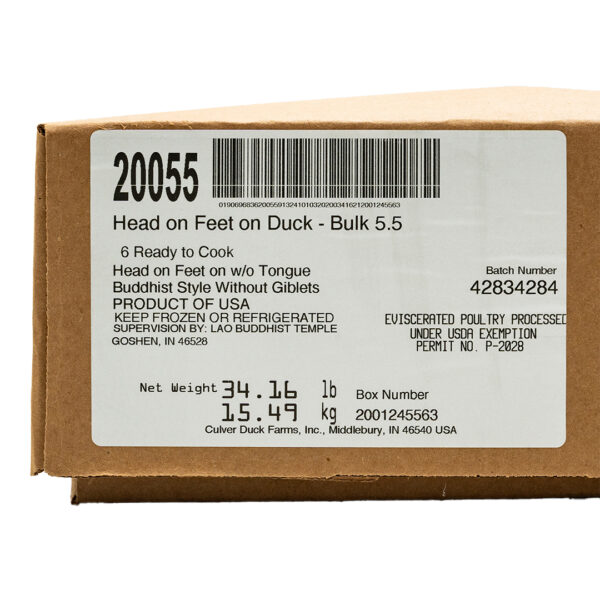 20055
019069683620055913241010320200341621​2001245563
Head on Feet on Duck - Bulk 5.5
6 Ready to Cook
Head on Feet on w/o Tongue
Buddhist Style Without Giblets
PRODUCT OF USA
KEEP FROZEN OR REFRIGERATED
SUPERVISION BY: LAO BUDDHIST TEMPLE
GOSHEN, IN 46528
Batch Number
42834284
EVISCERATED POULTRY PROCESSED
UNDER USDA EXEMPTION
PERMIT NO. P-2028
Net Weight 34.16 lb
15.49 kg
Box Number
2001245563
Culver Duck Farms, Inc., Middlebury, IN 46540 USA